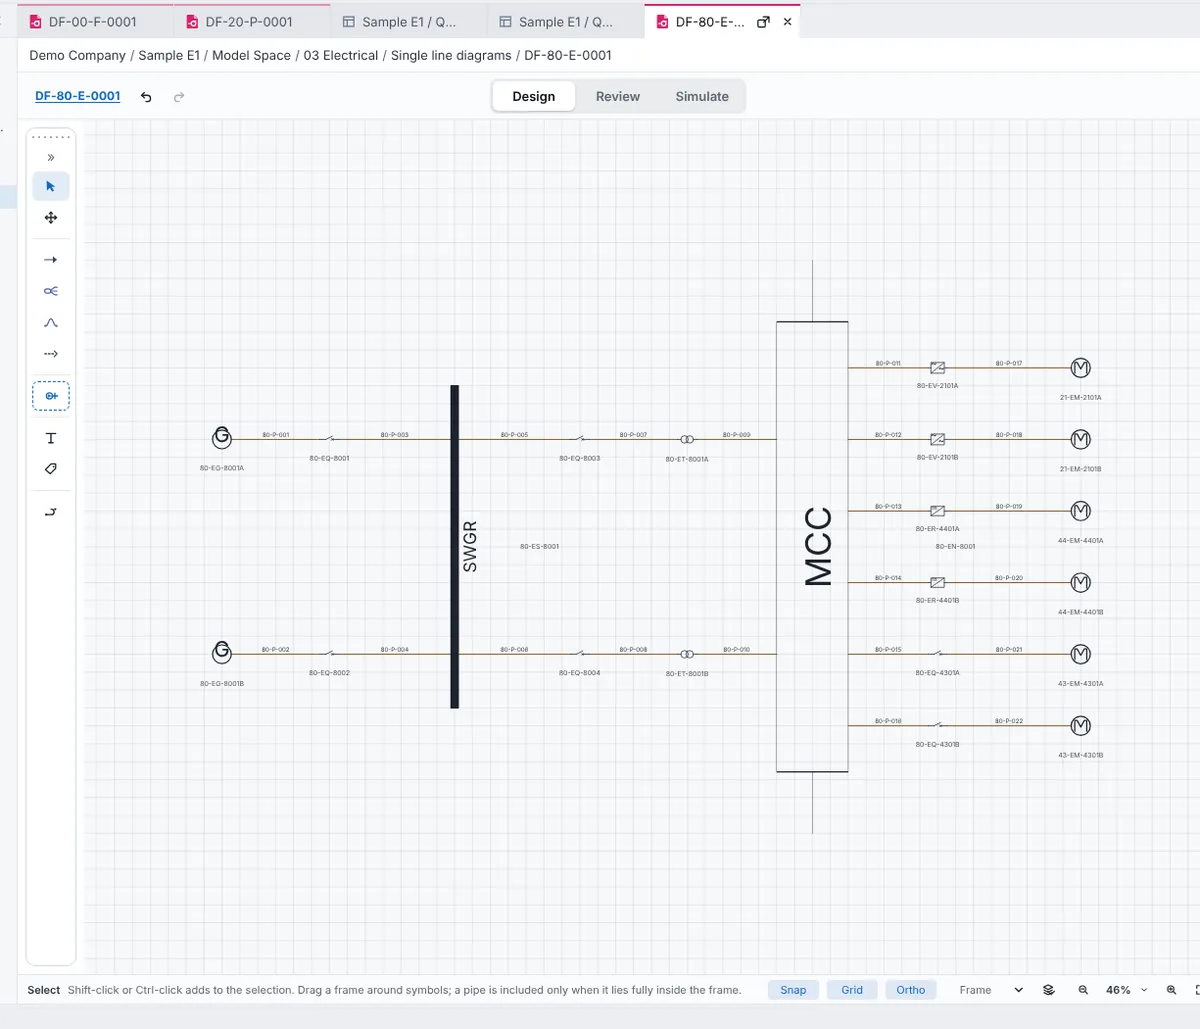 DF-00-F-0001
DF-20-P-0001
Sample E1 / Q...
Sample E1 / Q...
DF-80-E-...
Demo Company / Sample E1 / Model Space / 03 Electrical / Single line diagrams / DF-80-E-0001
DF-80-E-0001
Design
Review
Simulate
T
80-P-011
80-P-017
M
80-EV-2101A
21-EM-2101A
G
80-P-001
80-P-003
80-P-005
80-P-007
80-P-009
80-P-012
80-P-018
M
80-EG-8001A
80-EQ-8001
80-EQ-8003
80-ET-8001A
80-EV-2101B
21-EM-2101B
80-P-013
80-P-019
M
80-ER-4401A
44-EM-4401A
SWGR
80-ES-8001
MCC
80-EN-8001
80-P-014
80-P-020
M
80-ER-4401B
44-EM-4401B
G
80-P-002
80-P-004
80-P-006
80-P-008
80-P-010
80-P-015
80-P-021
M
80-EG-8001B
80-EQ-8002
80-EQ-8004
80-ET-8001B
80-EQ-4301A
43-EM-4301A
80-P-016
80-P-022
M
80-EQ-4301B
43-EM-4301B
Select Shift-click or Ctrl-click adds to the selection. Drag a frame around symbols; a pipe is included only when it lies fully inside the frame.
Snap
Grid
Ortho
Frame
46%